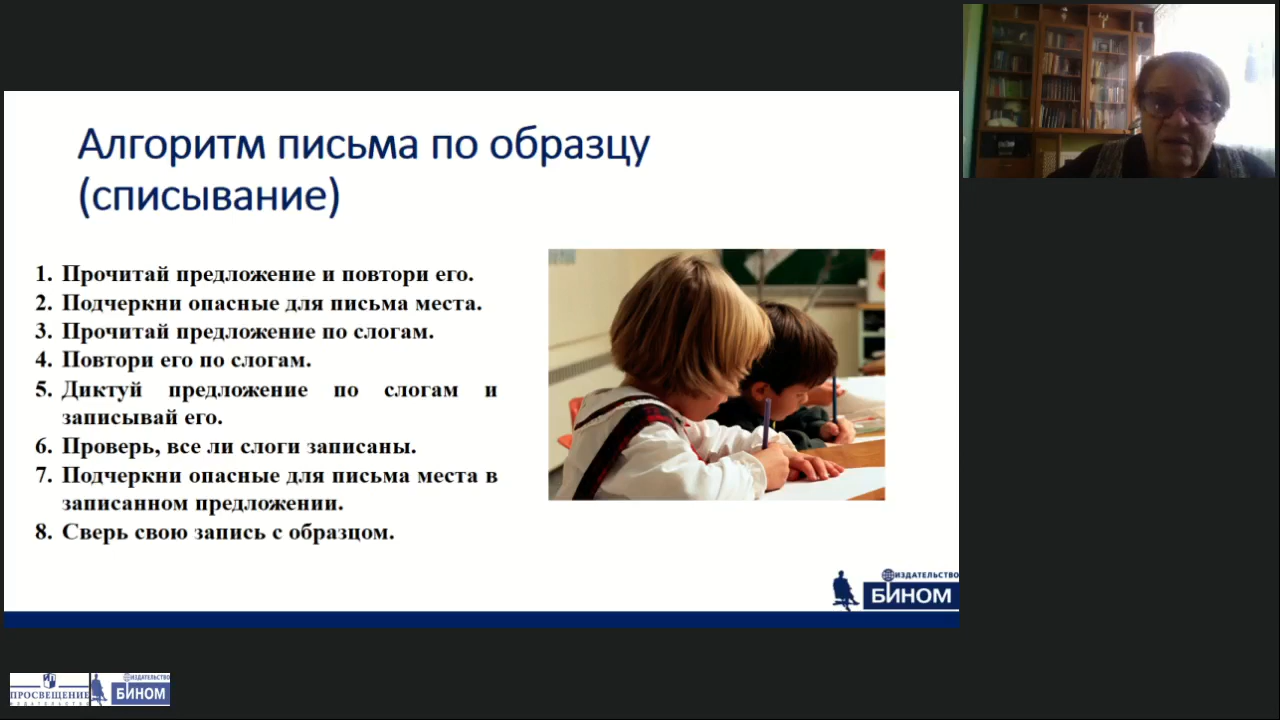 Алгоритм письма по образцу
(списывание)
1. Прочитай предложение и повтори его.
2. Подчеркни опасные для письма места.
3. Прочитай предложение по слогам.
4. Повтори его по слогам.
5. Диктуй предложение по слогам и
записывай его.
6. Проверь, все ли слоги записаны.
7. Подчеркни опасные для письма места в
записанном предложении.
8. Сверь свою запись с образцом.
ИЗДАТЕЛЬСТВО
БИНОМ
ПРОСВЕЩЕНИЕ
ИЗДАТЕЛЬСТВО
ИЗДАТЕЛЬСТВО
БИНОМ